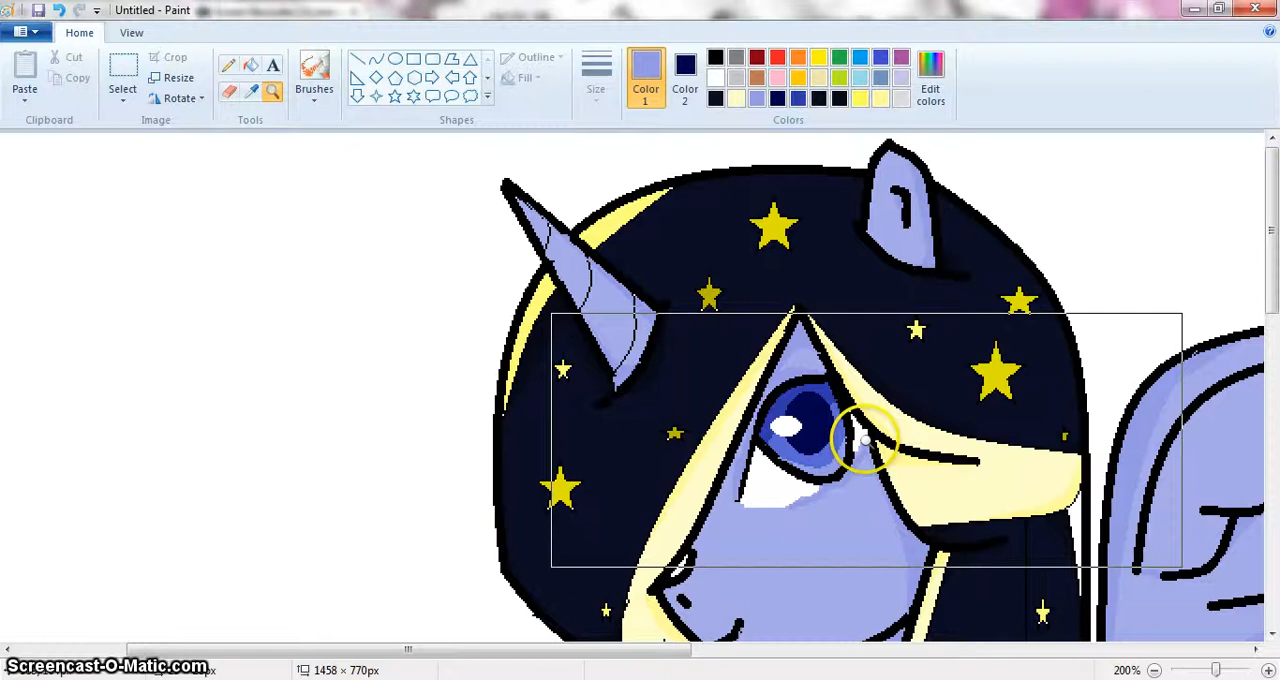 Untitled - Paint
Home
View
Paste
Cut
Copy
Clipboard
Select
Crop
Resize
Rotate
Image
A
Tools
Brushes
Outline
Fill
Shapes
Size
Color 1
Color 2
Edit colors
Colors
Screencast-O-Matic.com
1458 × 770px
200%